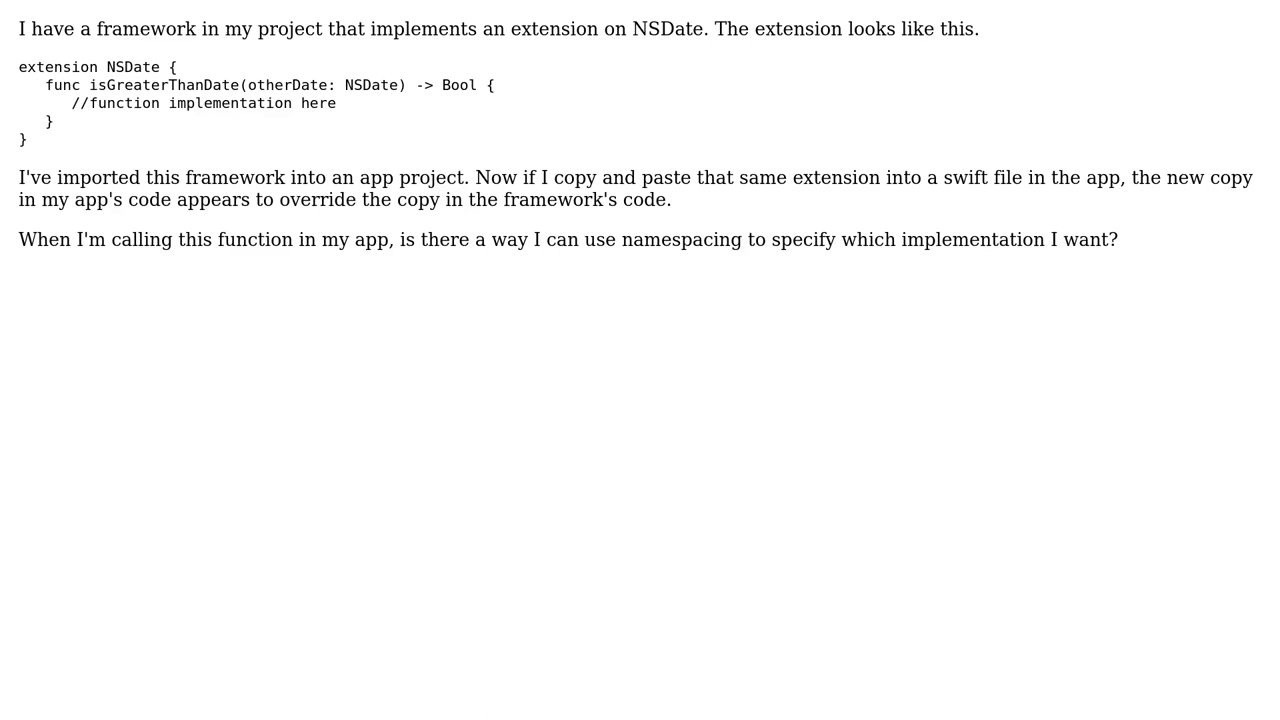 I have a framework in my project that implements an extension on NSDate. The extension looks like this.
extension NSDate {
   func isGreaterThanDate(otherDate: NSDate) -> Bool {
      //function implementation here
   }
}
I've imported this framework into an app project. Now if I copy and paste that same extension into a swift file in the app, the new copy
in my app's code appears to override the copy in the framework's code.
When I'm calling this function in my app, is there a way I can use namespacing to specify which implementation I want?